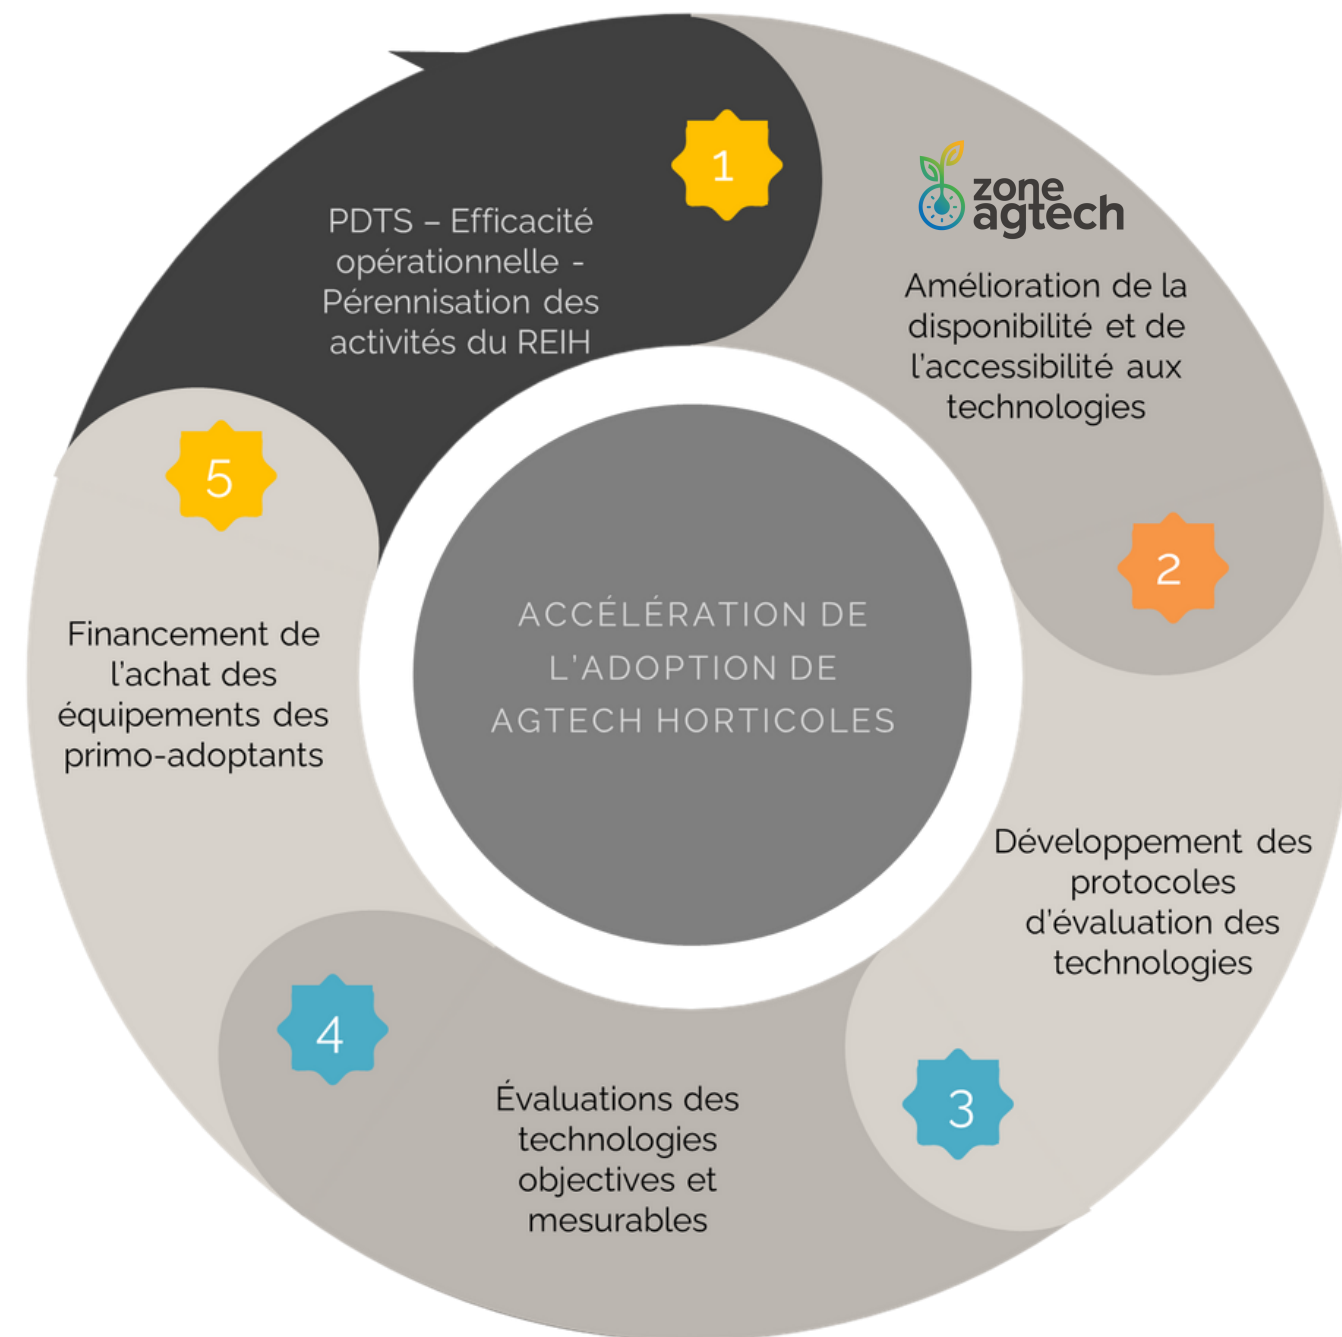 1
PDTS – Efficacité
opérationnelle -
Pérennisation des
activités du REIH
zone
agtech
Amélioration de la
disponibilité et de
l'accessibilité aux
technologies
2
Développement des
protocoles
d'évaluation des
technologies
3
Évaluations des
technologies
objectives et
mesurables
4
Financement de
l'achat des
équipements des
primo-adoptants
5
ACCÉLÉRATION DE
L'ADOPTION DE
AGTECH HORTICOLES